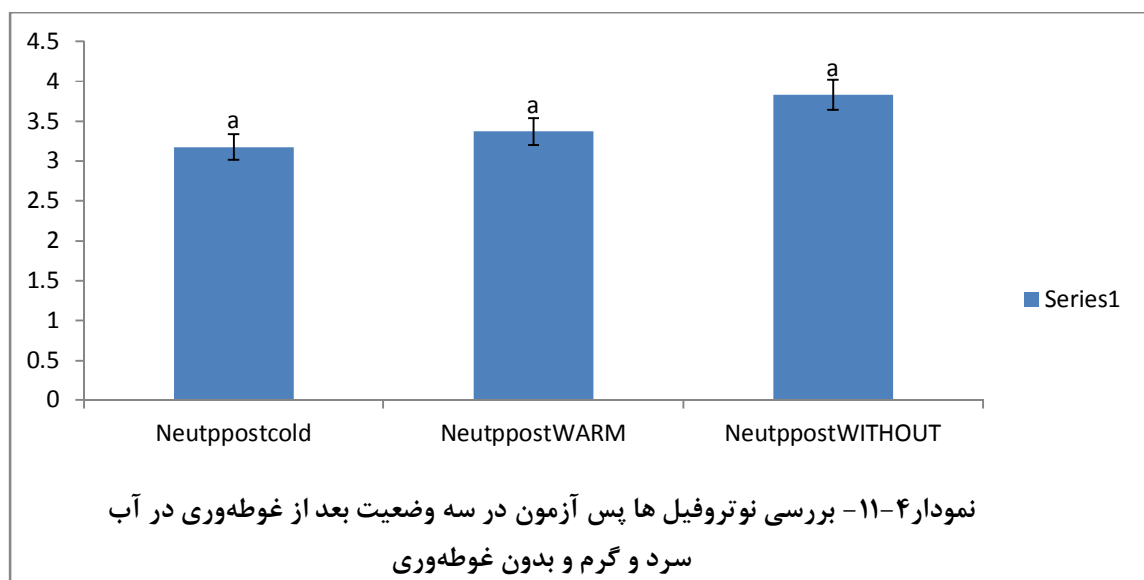 4.5
4
3.5
3
2.5
2
1.5
1
0.5
0
a
a
a
Neutppostcold
NeutppostWARM
NeutppostWITHOUT
Series1
نمودار۴-۱۱- بررسی نوتروفیل ها پس آزمون در سه وضعیت بعد از غوطه‌وری در آب
سرد و گرم و بدون غوطه‌وری